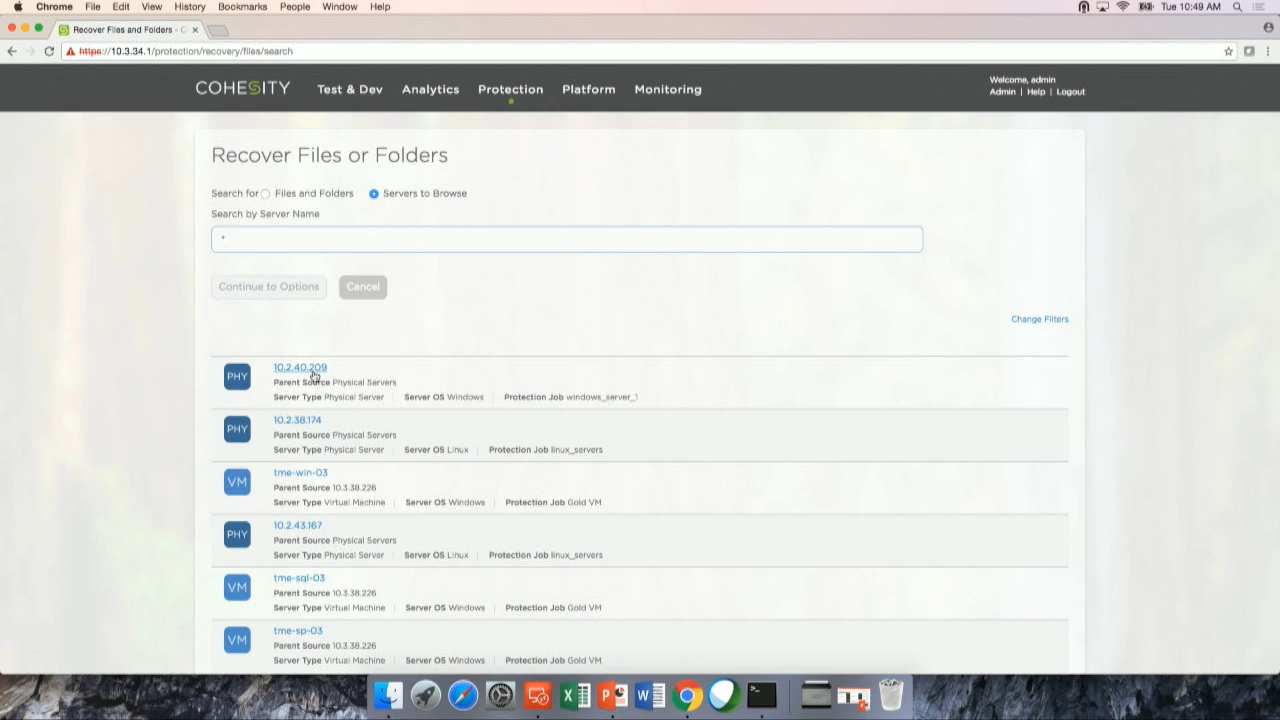 Chrome File Edit View History Bookmarks People Window Help Tue 10:49 AM
Recover Files and Folders - C
https://10.3.34.1/protection/recovery/files/search
COHESITY Test & Dev Analytics Protection Platform Monitoring
Welcome, admin
Admin | Help | Logout
Recover Files or Folders
Search for Files and Folders Servers to Browse
Search by Server Name
*
Continue to Options Cancel
Change Filters
PHY
10.2.40.209
Parent Source Physical Servers
Server Type Physical Server | Server OS Windows | Protection Job windows_server_1
PHY
10.2.38.174
Parent Source Physical Servers
Server Type Physical Server | Server OS Linux | Protection Job linux_servers
VM
tme-win-03
Parent Source 10.3.38.226
Server Type Virtual Machine | Server OS Windows | Protection Job Gold VM
PHY
10.2.43.167
Parent Source Physical Servers
Server Type Physical Server | Server OS Linux | Protection Job linux_servers
VM
tme-sql-03
Parent Source 10.3.38.226
Server Type Virtual Machine | Server OS Windows | Protection Job Gold VM
VM
tme-sp-03
Parent Source 10.3.38.226
Server Type Virtual Machine | Server OS Windows | Protection Job Gold VM